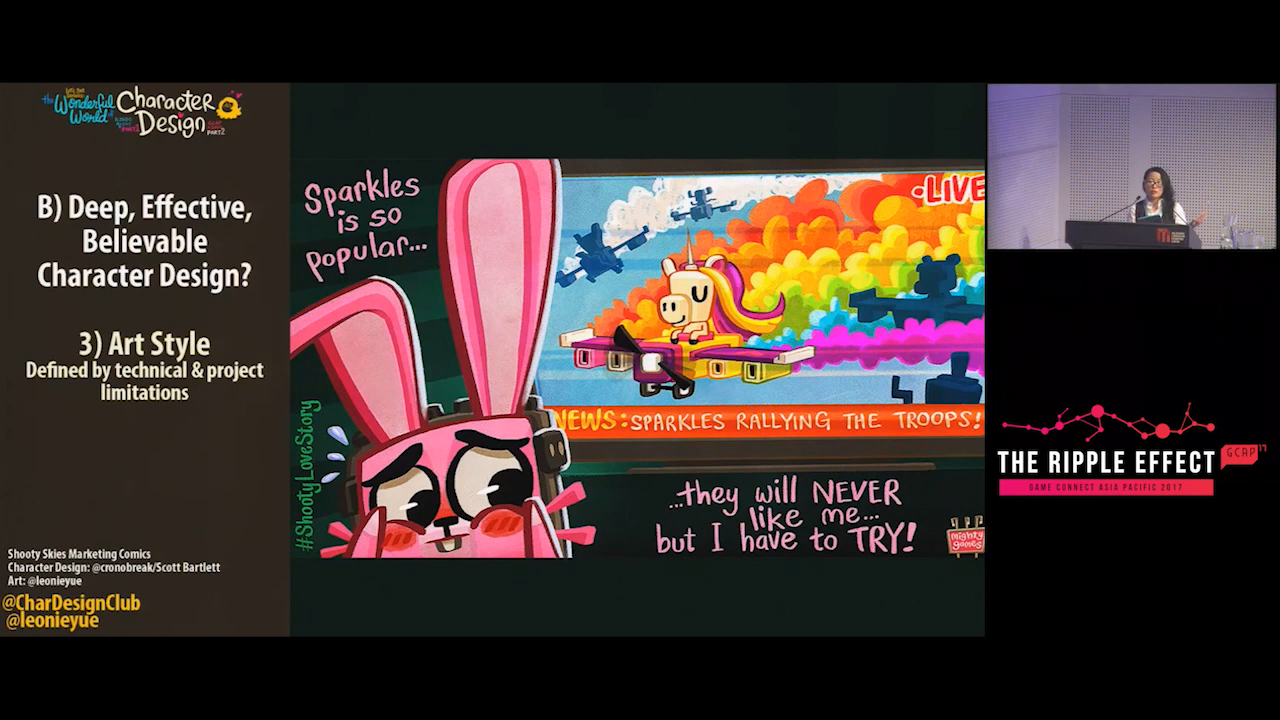 the Wonderful World of
Character Design
PART2
B) Deep, Effective,
Believable
Character Design?
3) Art Style
Defined by technical & project
limitations
Shooty Skies Marketing Comics
Character Design: @cronobreak/Scott Bartlett
Art: @leonieyue
@CharDesignClub
@leonieyue
Sparkles
is so
popular...
#ShootyLoveStory
•LIVE
NEWS: SPARKLES RALLYING THE TROOPS!
...they will NEVER
like me...
but I have to TRY!
mighty
games
THE RIPPLE EFFECT
GCAP 17
GAME CONNECT ASIA PACIFIC 2017